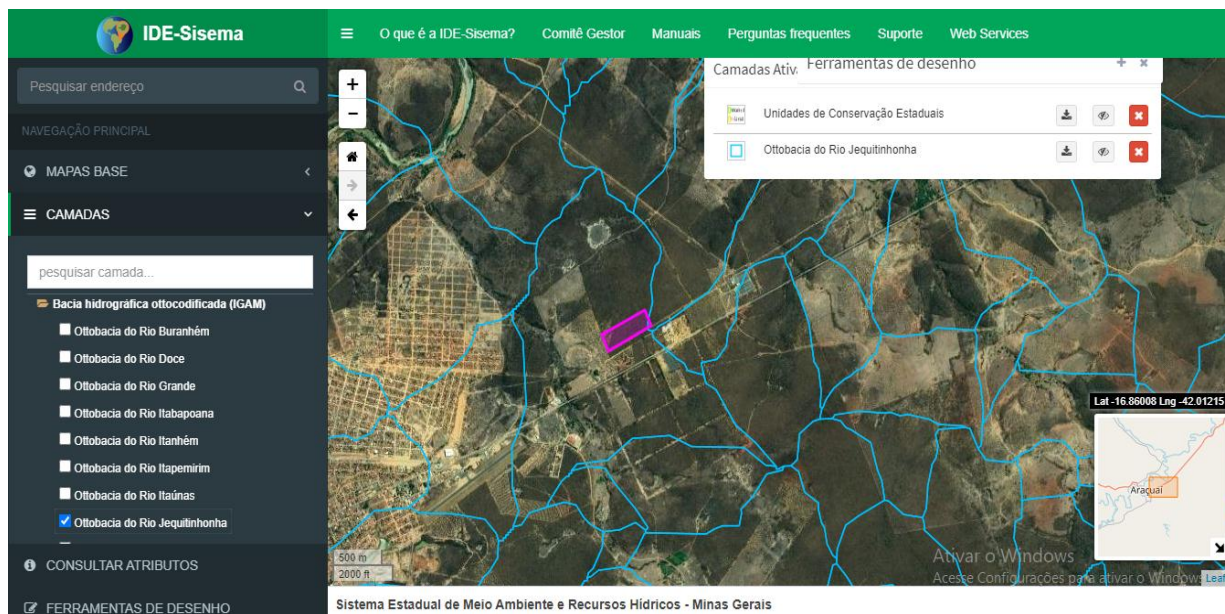 IDE-Sisema
O que é a IDE-Sisema? Comitê Gestor Manuais Perguntas frequentes Suporte Web Services
Pesquisar endereço
NAVEGAÇÃO PRINCIPAL
MAPAS BASE
CAMADAS
pesquisar camada...
Bacia hidrográfica ottocodificada (IGAM)
Ottobacia do Rio Buranhém
Ottobacia do Rio Doce
Ottobacia do Rio Grande
Ottobacia do Rio Itabapoana
Ottobacia do Rio Itanhém
Ottobacia do Rio Itapemirim
Ottobacia do Rio Itaúnas
Ottobacia do Rio Jequitinhonha
CONSULTAR ATRIBUTOS
FERRAMENTAS DE DESENHO
Camadas Ativ Ferramentas de desenho
Unidades de Conservação Estaduais
Ottobacia do Rio Jequitinhonha
Lat -16.86008 Lng -42.01215
Araçuaí
500 m
2000 ft
Ativar o Windows
Acesse Configurações para ativar o Windows
Leaf
Sistema Estadual de Meio Ambiente e Recursos Hídricos - Minas Gerais